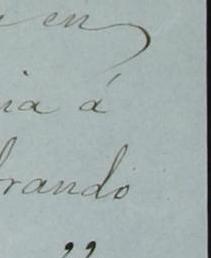 en
ia á
rando
"